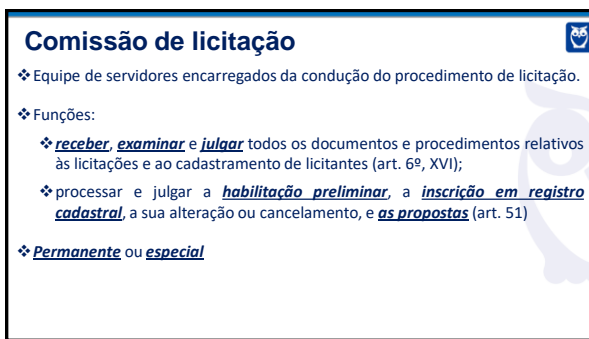 Comissão de licitação
❖Equipe de servidores encarregados da condução do procedimento de licitação.
❖Funções:
❖receber, examinar e julgar todos os documentos e procedimentos relativos
às licitações e ao cadastramento de licitantes (art. 6º, XVI);
❖processar e julgar a habilitação preliminar, a inscrição em registro
cadastral, a sua alteração ou cancelamento, e as propostas (art. 51)
❖Permanente ou especial